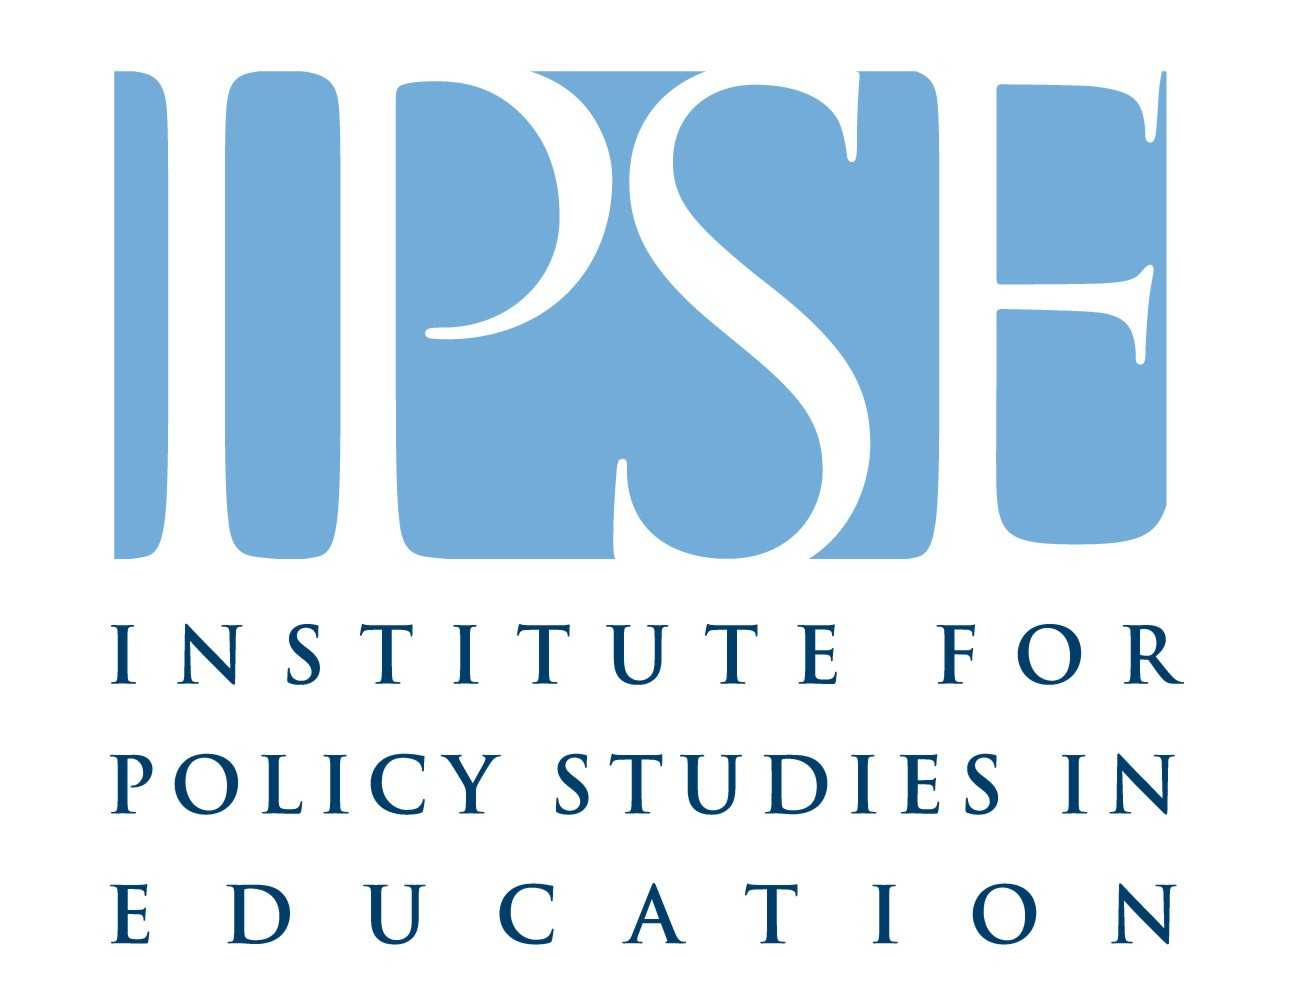 IPSE
INSTITUTE FOR
POLICY STUDIES IN
EDUCATION